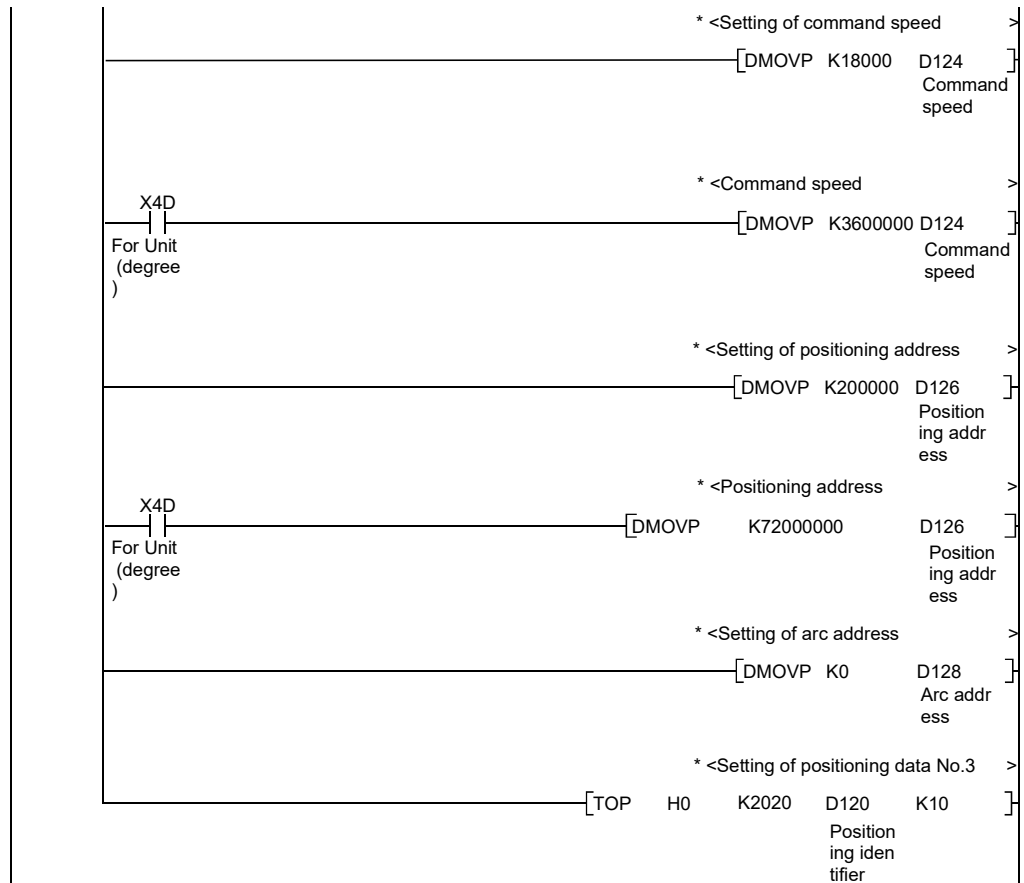 * <Setting of command speed >
DMOVP K18000 D124
Command
speed
* <Command speed >
X4D
DMOVP K3600000 D124
For Unit
(degree
)
Command
speed
* <Setting of positioning address >
DMOVP K200000 D126
Position
ing addr
ess
* <Positioning address >
X4D
DMOVP K72000000 D126
For Unit
(degree
)
Position
ing addr
ess
* <Setting of arc address >
DMOVP K0 D128
Arc addr
ess
* <Setting of positioning data No.3 >
TOP H0 K2020 D120 K10
Position
ing iden
tifier